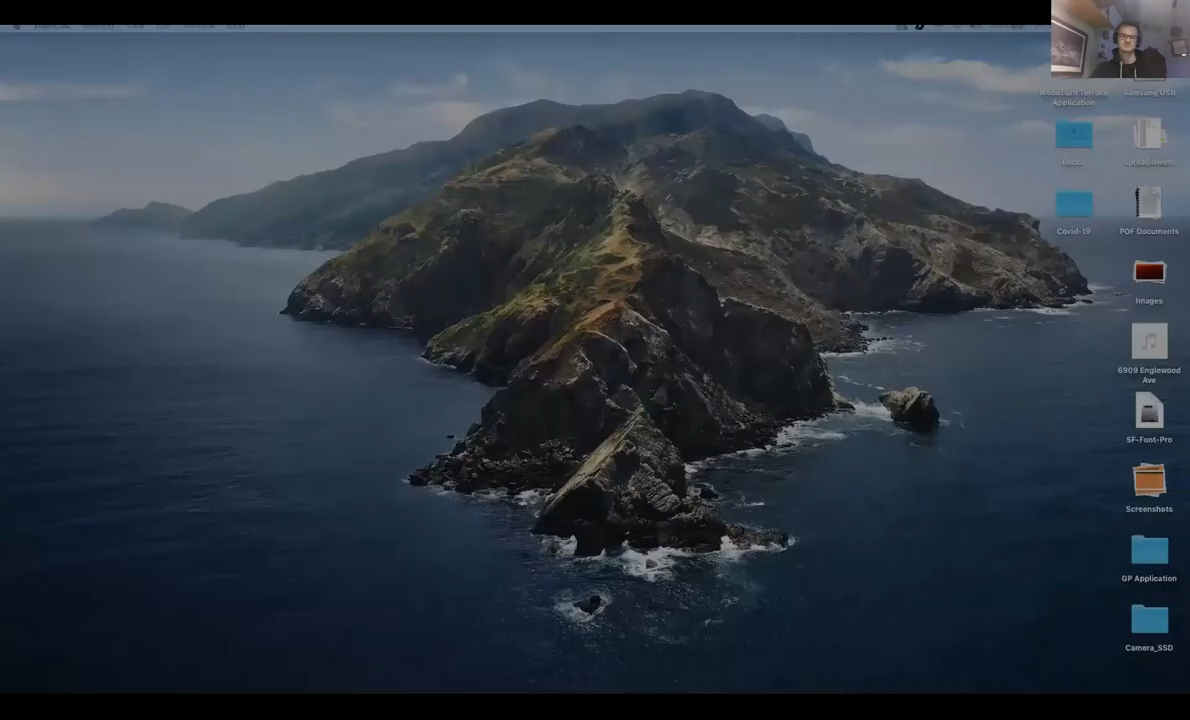 Woodburn Terrace
Application
Samsung USB
Becks
Spreadsheets
Covid-19
PDF Documents
Images
6909 Englewood
Ave
SF-Font-Pro
Screenshots
GP Application
Camera_SSD